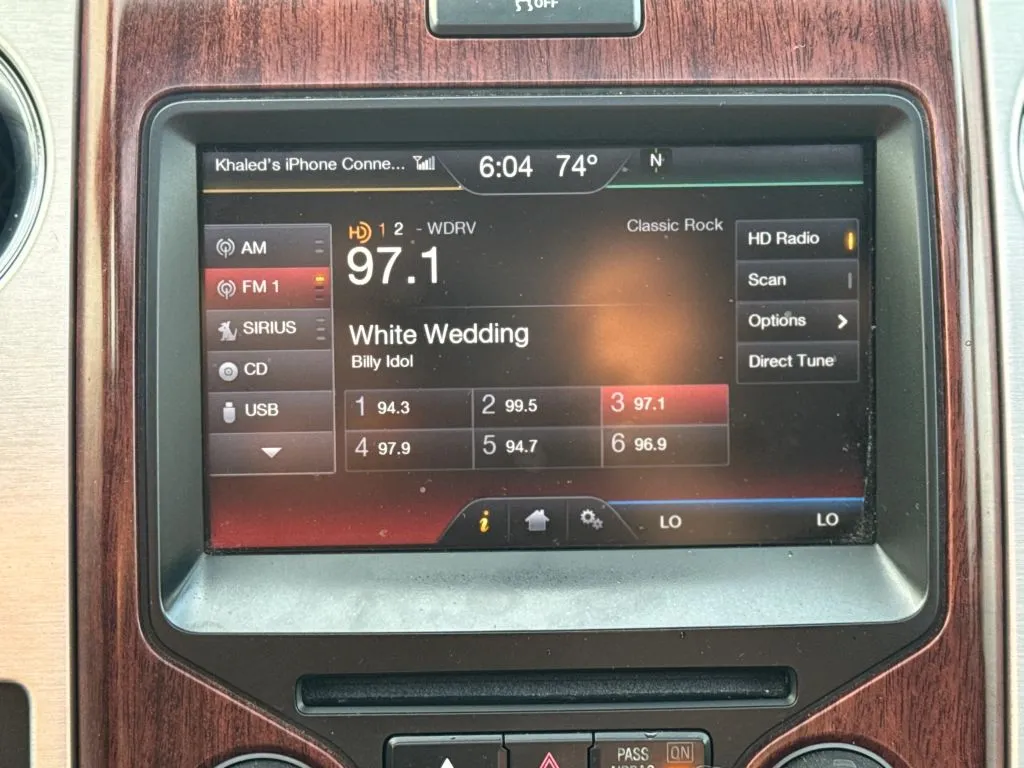 OFF
Khaled's iPhone Conne... 6:04 74° N
AM
FM 1
SIRIUS
CD
USB
HD 1 2 - WDRV Classic Rock
97.1
White Wedding
Billy Idol
1 94.3 2 99.5 3 97.1
4 97.9 5 94.7 6 96.9
HD Radio
Scan
Options
Direct Tune
i LO LO
PASS ON